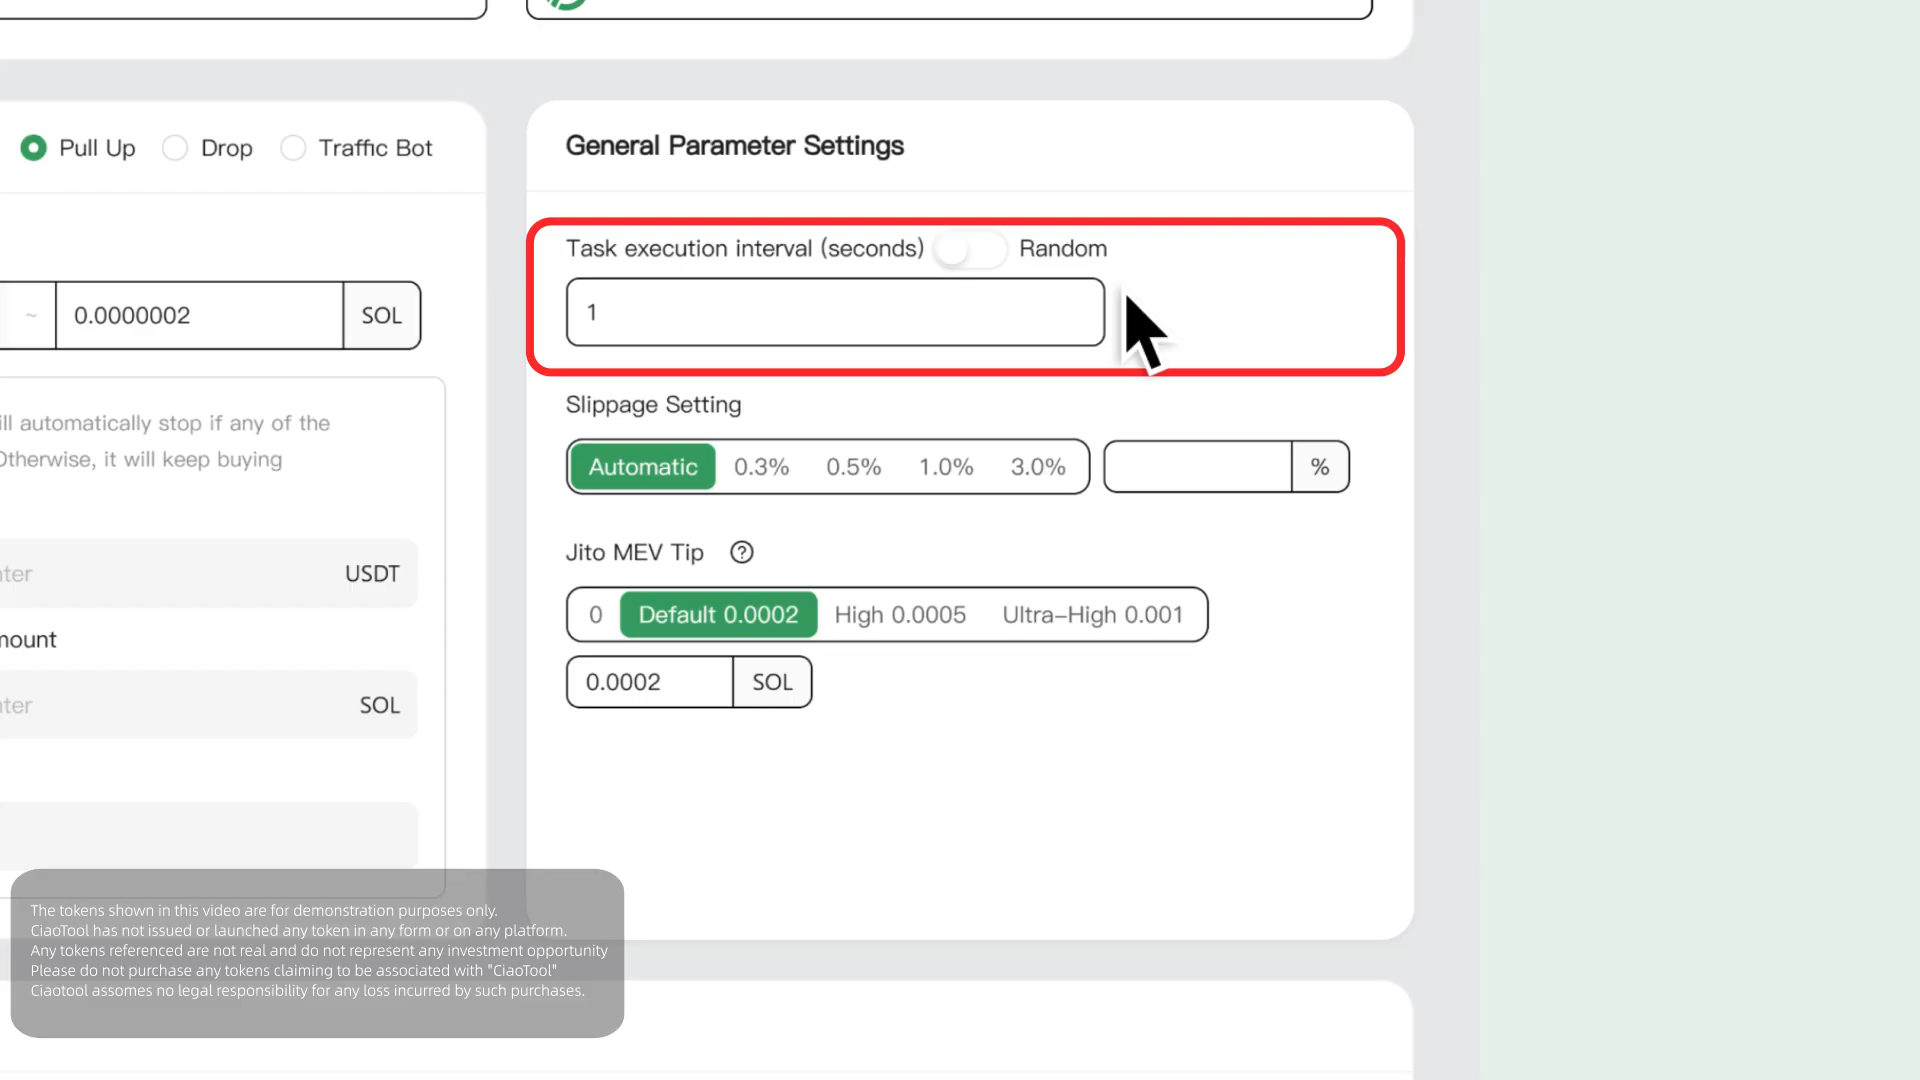 Pull Up Drop Traffic Bot
~ 0.0000002 SOL
automatically stop if any of the
Otherwise, it will keep buying
USDT
SOL
General Parameter Settings
Task execution interval (seconds) Random
1
Slippage Setting
Automatic 0.3% 0.5% 1.0% 3.0% %
Jito MEV Tip ?
0 Default 0.0002 High 0.0005 Ultra-High 0.001
0.0002 SOL
The tokens shown in this video are for demonstration purposes only.
CiaoTool has not issued or launched any token in any form or on any platform.
Any tokens referenced are not real and do not represent any investment opportunity
Please do not purchase any tokens claiming to be associated with "CiaoTool"
Ciaotool assumes no legal responsibility for any loss incurred by such purchases.